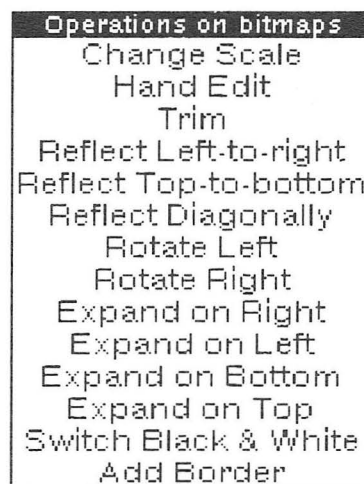 Operations on bitmaps
Change Scale
Hand Edit
Trim
Reflect Left-to-right
Reflect Top-to-bottom
Reflect Diagonally
Rotate Left
Rotate Right
Expand on Right
Expand on Left
Expand on Bottom
Expand on Top
Switch Black & White
Add Border